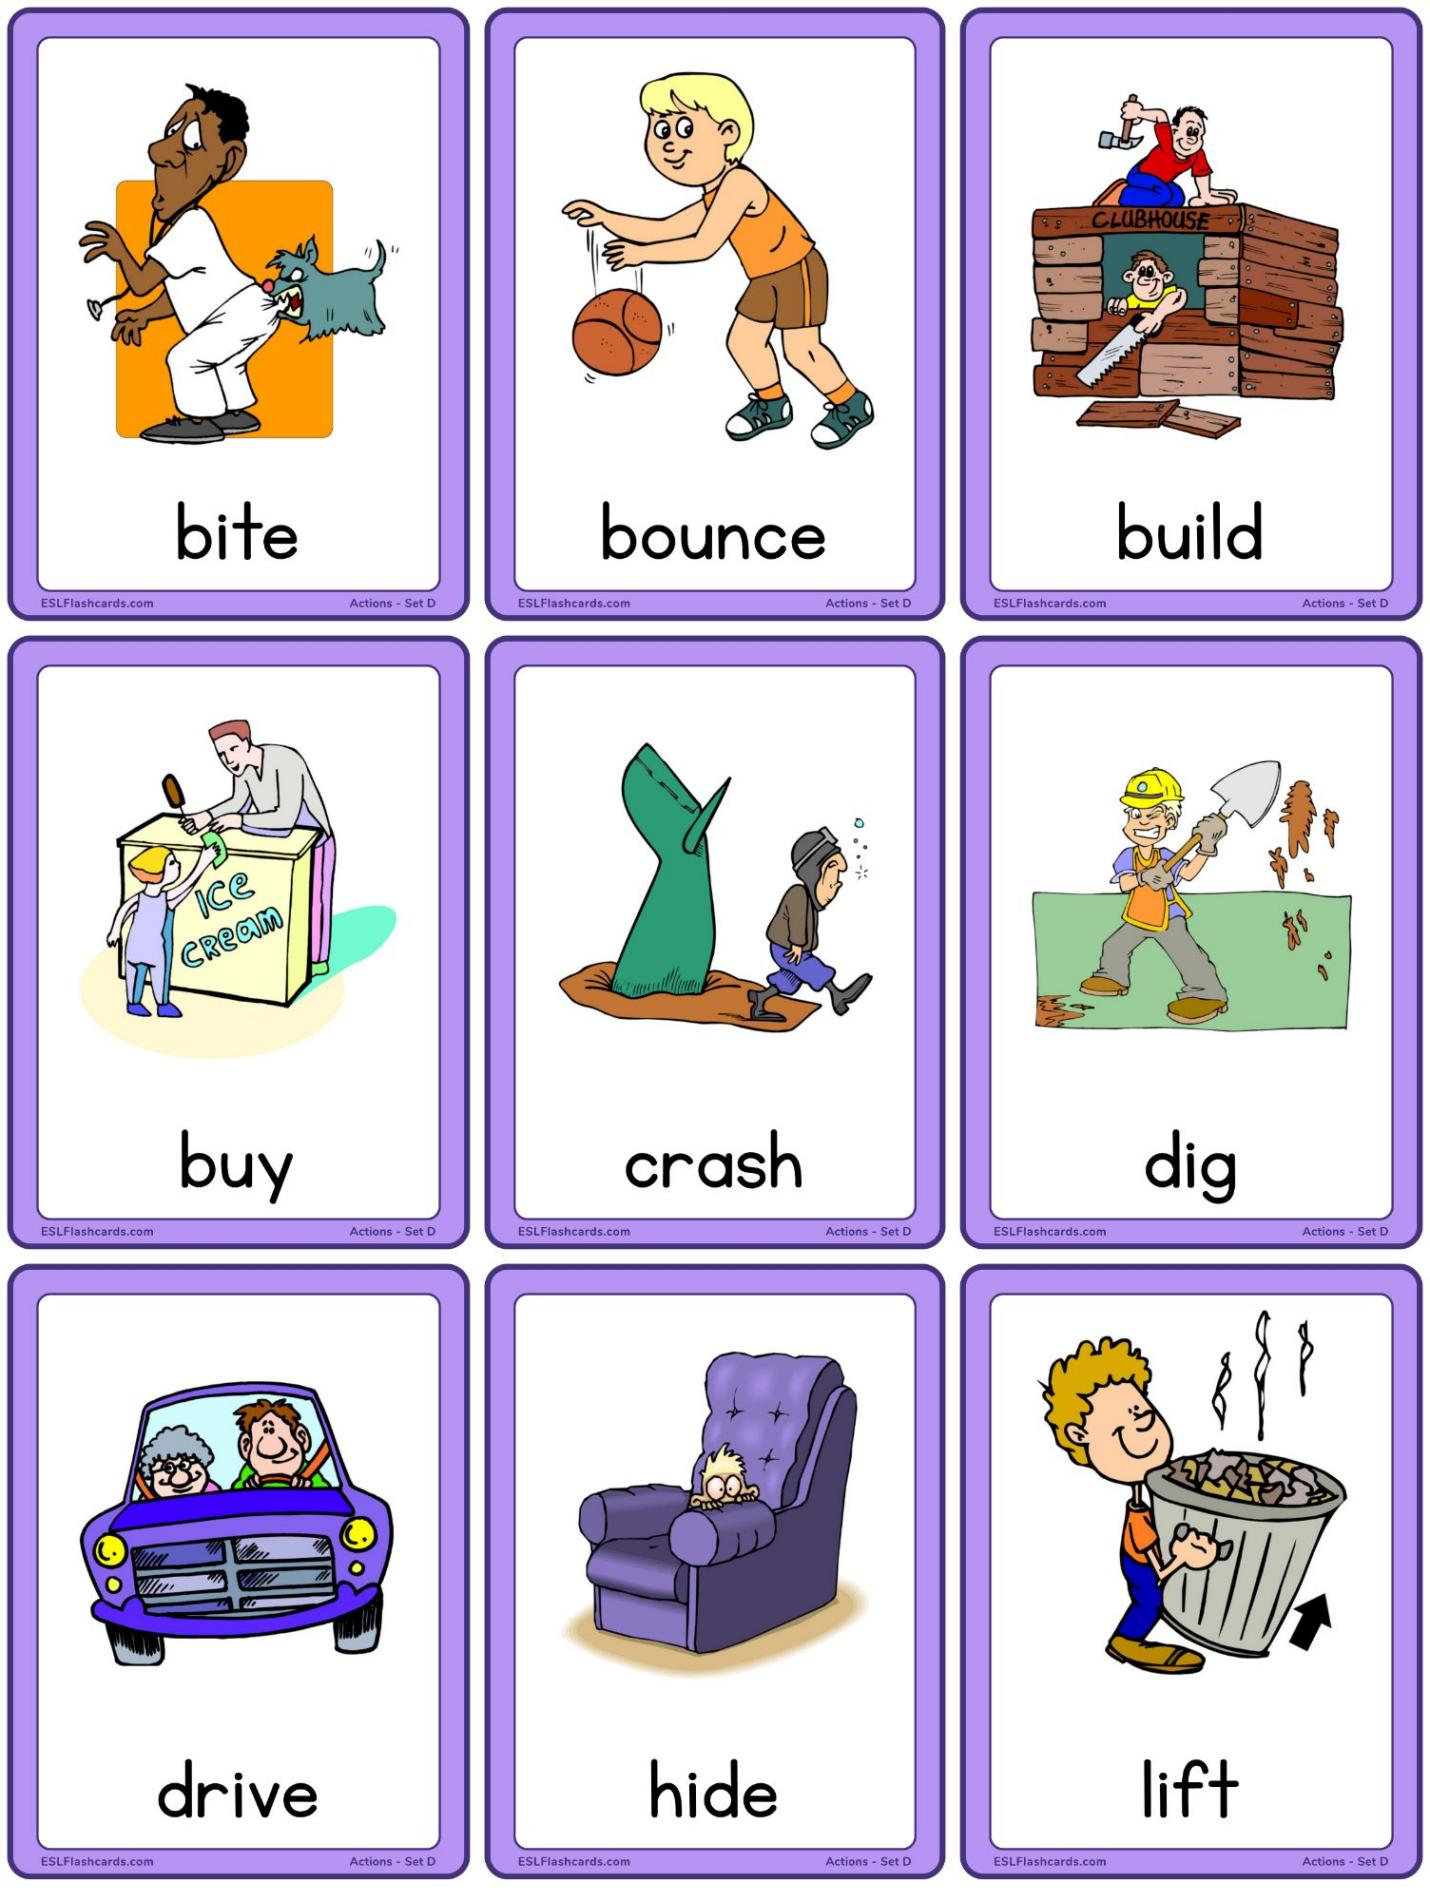 CLUBHOUSE
bite
ESLFlashcards.com Actions - Set D
bounce
ESLFlashcards.com Actions - Set D
build
ESLFlashcards.com Actions - Set D
ICE
CREAM
buy
ESLFlashcards.com Actions - Set D
crash
ESLFlashcards.com Actions - Set D
dig
ESLFlashcards.com Actions - Set D
drive
ESLFlashcards.com Actions - Set D
hide
ESLFlashcards.com Actions - Set D
lift
ESLFlashcards.com Actions - Set D